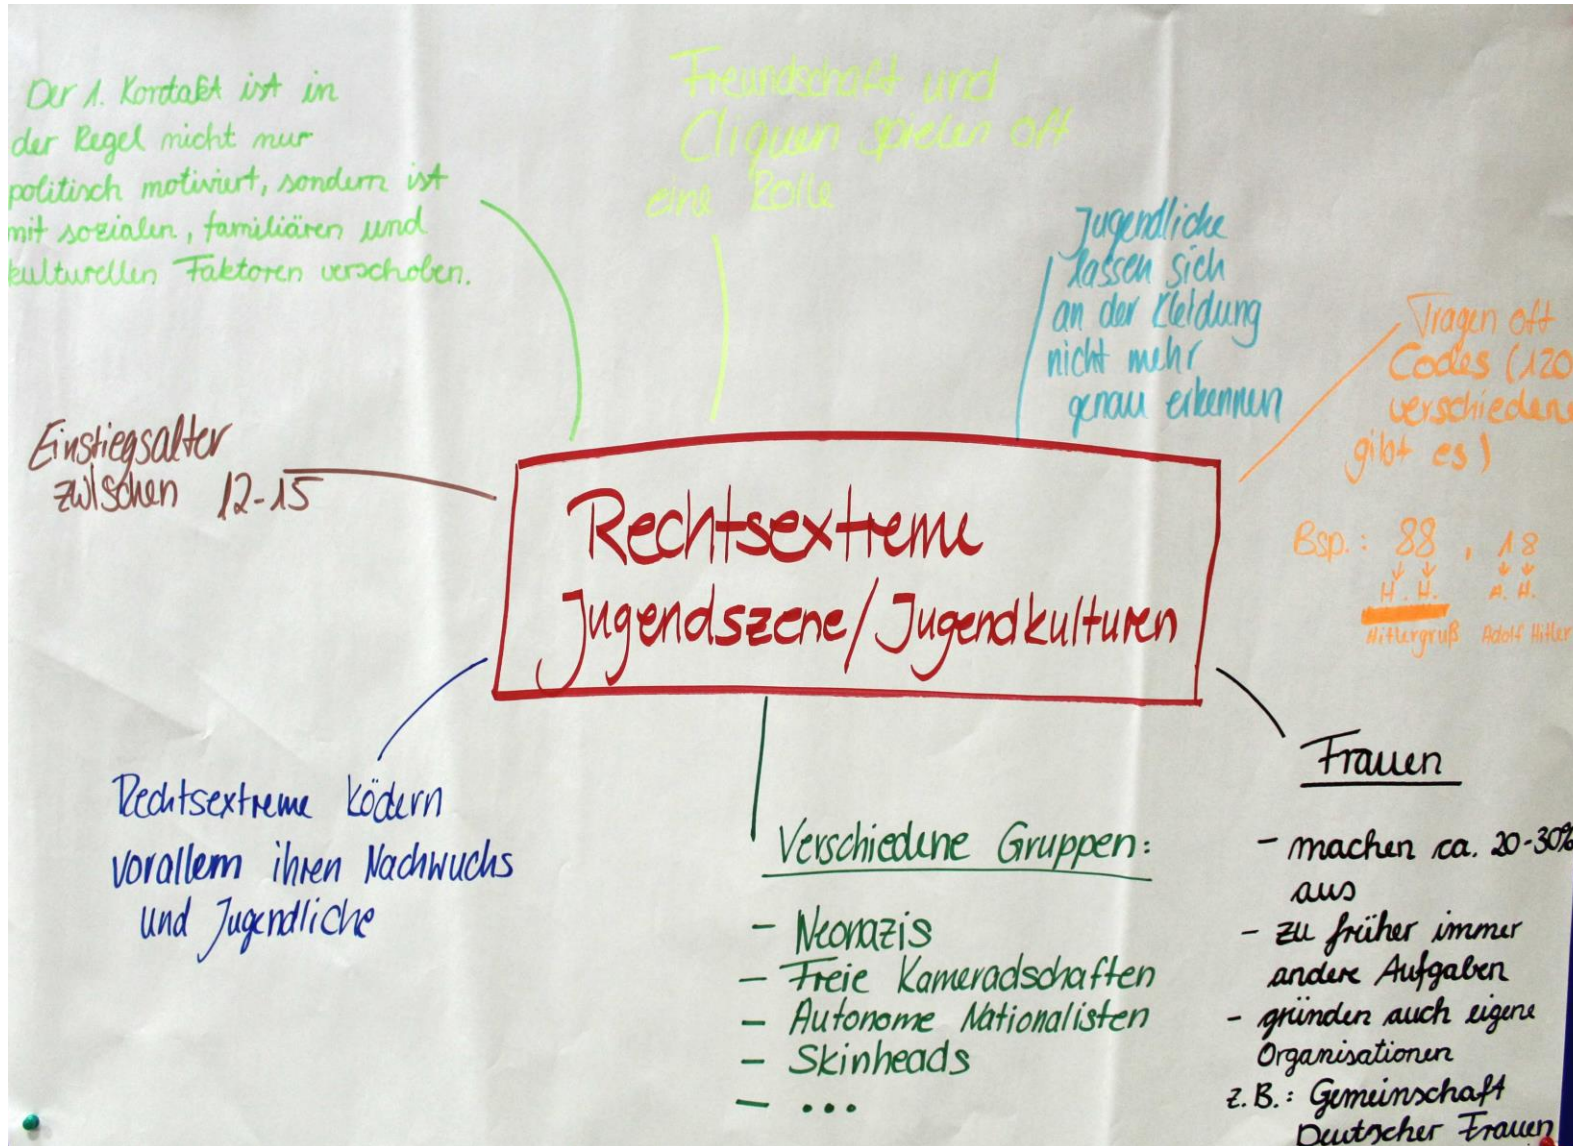 Der 1. Kontakt ist in
der Regel nicht nur
politisch motiviert, sondern ist
mit sozialen, familiären und
kulturellen Faktoren verschoben.
Freundschaft und
Cliquen spielen oft
eine Rolle
Jugendliche
lassen sich
an der Kleidung
nicht mehr
genau erkennen
Tragen oft
Codes (120
verschiedene
gibt es)
Bsp.: 88, 18
H. H. A. H.
Hitlergruß Adolf Hitler
Einstiegsalter
zwischen 12-15
Rechtsextreme
Jugendszene/Jugendkulturen
Rechtsextreme ködern
vorallem ihren Nachwuchs
und Jugendliche
Verschiedene Gruppen:
- Neonazis
- Freie Kameradschaften
- Autonome Nationalisten
- Skinheads
- ...
Frauen
- machen ca. 20-30%
aus
- zu früher immer
andere Aufgaben
- gründen auch eigene
Organisationen
z.B.: Gemeinschaft
Deutscher Frauen